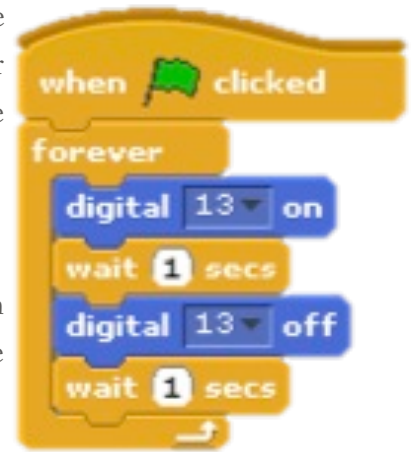 when clicked
forever
digital 13 on
wait 1 secs
digital 13 off
wait 1 secs